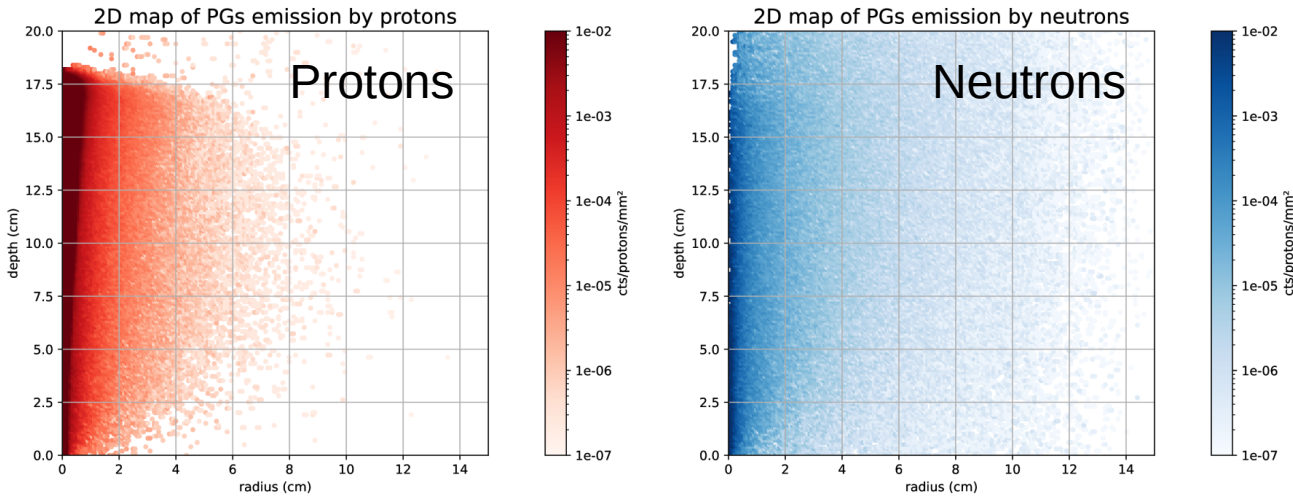 2D map of PGs emission by protons
20.0
17.5
15.0
12.5
10.0
7.5
5.0
2.5
0.0
depth (cm)
Protons
0 2 4 6 8 10 12 14
radius (cm)
1e-02
1e-03
1e-04
1e-05
1e-06
1e-07
cts/protons/mm²
2D map of PGs emission by neutrons
20.0
17.5
15.0
12.5
10.0
7.5
5.0
2.5
0.0
depth (cm)
Neutrons
0 2 4 6 8 10 12 14
radius (cm)
1e-02
1e-03
1e-04
1e-05
1e-06
1e-07
cts/protons/mm²